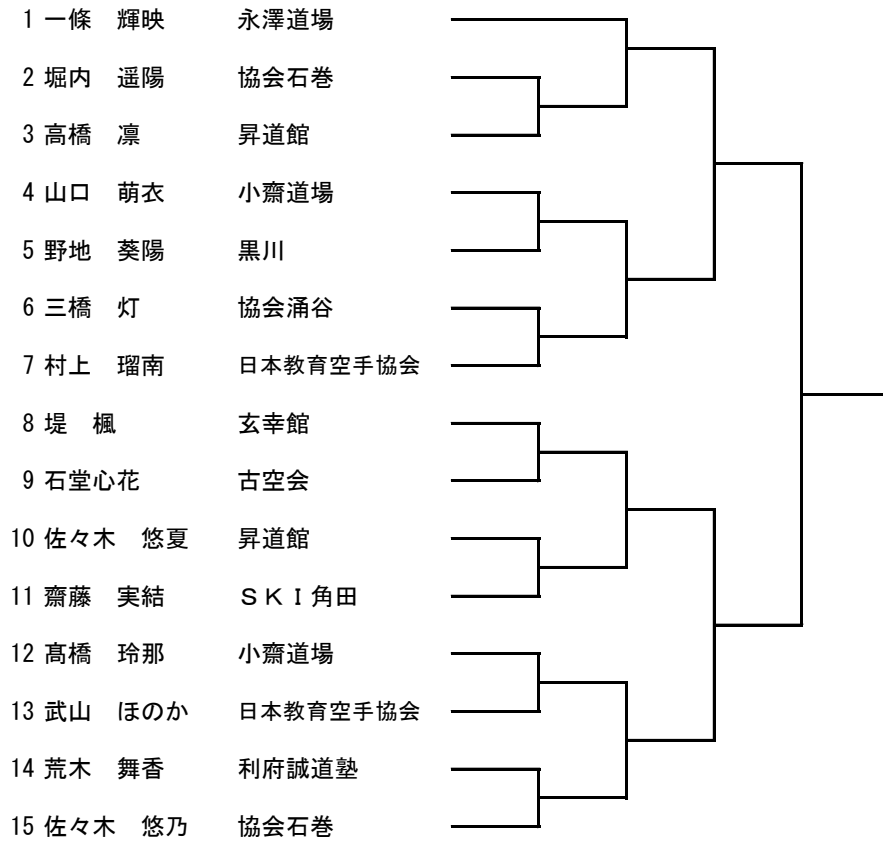 1 一條　輝映　永澤道場
2 堀内　遥陽　協会石巻
3 高橋　凛　昇道館
4 山口　萌衣　小齋道場
5 野地　葵陽　黒川
6 三橋　灯　協会涌谷
7 村上　瑠南　日本教育空手協会
8 堤　楓　玄幸館
9 石堂心花　古空会
10 佐々木　悠夏　昇道館
11 齋藤　実結　ＳＫＩ角田
12 髙橋　玲那　小齋道場
13 武山　ほのか　日本教育空手協会
14 荒木　舞香　利府誠道塾
15 佐々木　悠乃　協会石巻